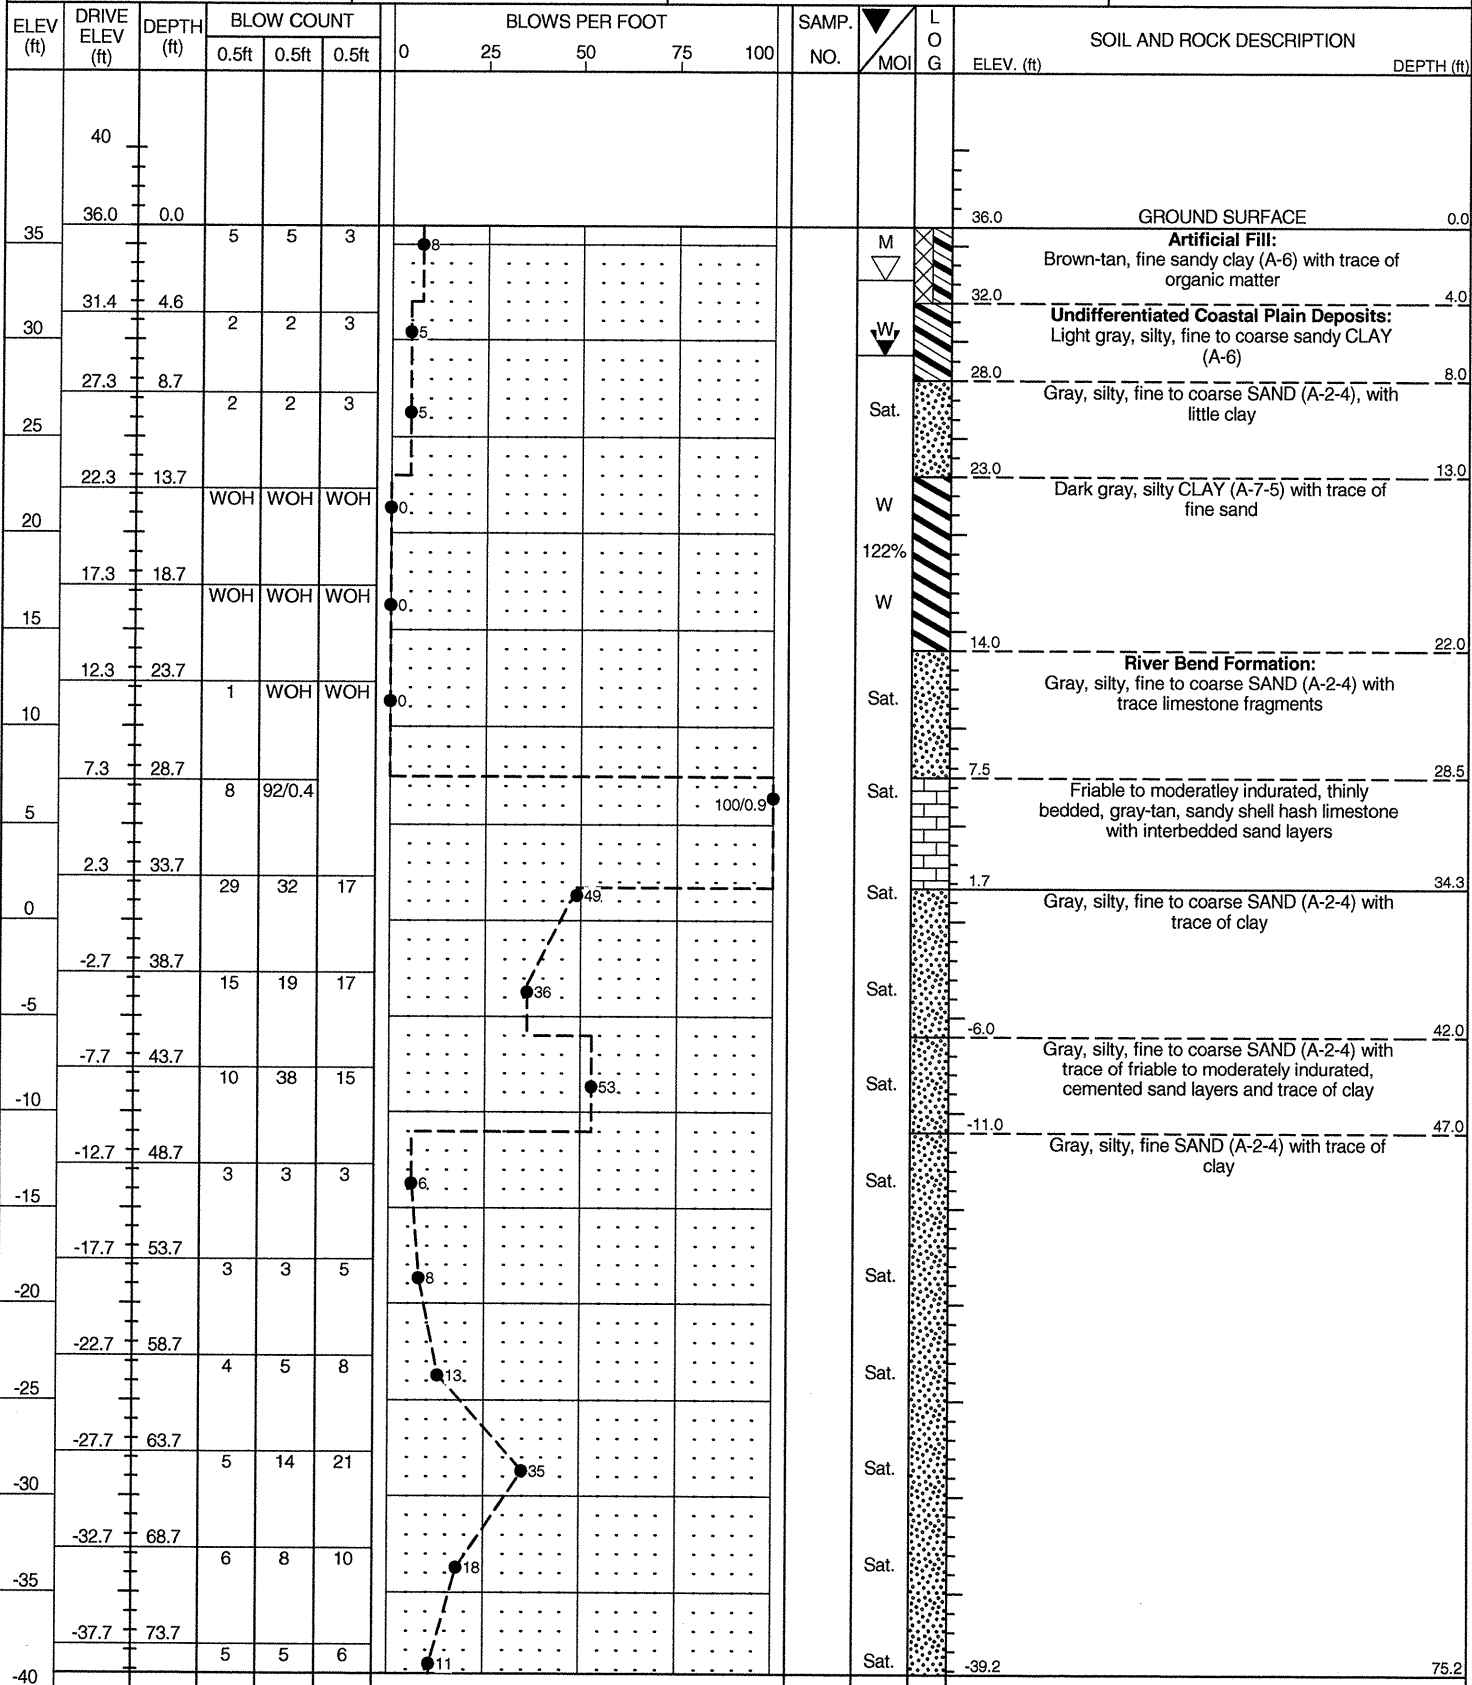 ELEV (ft) DRIVE ELEV (ft) DEPTH (ft) BLOW COUNT BLOWS PER FOOT SAMP. NO. MOI LOG SOIL AND ROCK DESCRIPTION
0.5ft 0.5ft 0.5ft 0 25 50 75 100 ELEV. (ft) DEPTH (ft)
40
36.0 0.0 36.0 GROUND SURFACE 0.0
35 5 5 3 8 M Artificial Fill:
Brown-tan, fine sandy clay (A-6) with trace of
organic matter
31.4 4.6 32.0 4.0
30 2 2 3 5 W Undifferentiated Coastal Plain Deposits:
Light gray, silty, fine to coarse sandy CLAY
(A-6)
27.3 8.7 28.0 8.0
2 2 3 5 Sat. Gray, silty, fine to coarse SAND (A-2-4), with
little clay
25
22.3 13.7 23.0 13.0
WOH WOH WOH 0 W Dark gray, silty CLAY (A-7-5) with trace of
fine sand
20
122%
17.3 18.7
WOH WOH WOH 0 W
15
14.0 22.0
12.3 23.7 River Bend Formation:
1 WOH WOH 0 Sat. Gray, silty, fine to coarse SAND (A-2-4) with
trace limestone fragments
10
7.3 28.7 7.5 28.5
8 92/0.4 100/0.9 Sat. Friable to moderatley indurated, thinly
bedded, gray-tan, sandy shell hash limestone
with interbedded sand layers
5
2.3 33.7
29 32 17 49 Sat. 1.7 34.3
Gray, silty, fine to coarse SAND (A-2-4) with
trace of clay
0
-2.7 38.7
15 19 17 36 Sat.
-5
-6.0 42.0
-7.7 43.7 Gray, silty, fine to coarse SAND (A-2-4) with
10 38 15 53 Sat. trace of friable to moderately indurated,
cemented sand layers and trace of clay
-10
-11.0 47.0
-12.7 48.7 Gray, silty, fine SAND (A-2-4) with trace of
clay
3 3 3 6 Sat.
-15
-17.7 53.7
3 3 5 8 Sat.
-20
-22.7 58.7
4 5 8 13 Sat.
-25
-27.7 63.7
5 14 21 35 Sat.
-30
-32.7 68.7
6 8 10 18 Sat.
-35
-37.7 73.7
5 5 6 11 Sat.
-40 -39.2 75.2